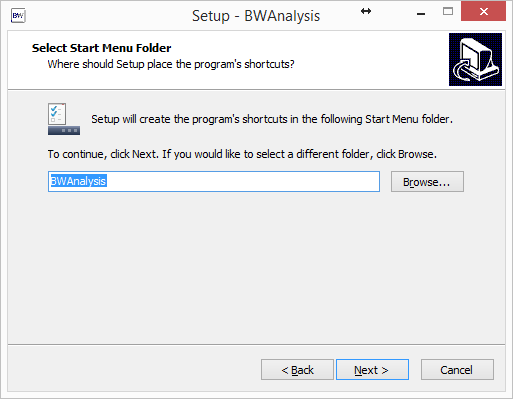 BW Setup - BWAnalysis
Select Start Menu Folder
Where should Setup place the program's shortcuts?
Setup will create the program's shortcuts in the following Start Menu folder.
To continue, click Next. If you would like to select a different folder, click Browse.
BWAnalysis Browse...
< Back Next > Cancel